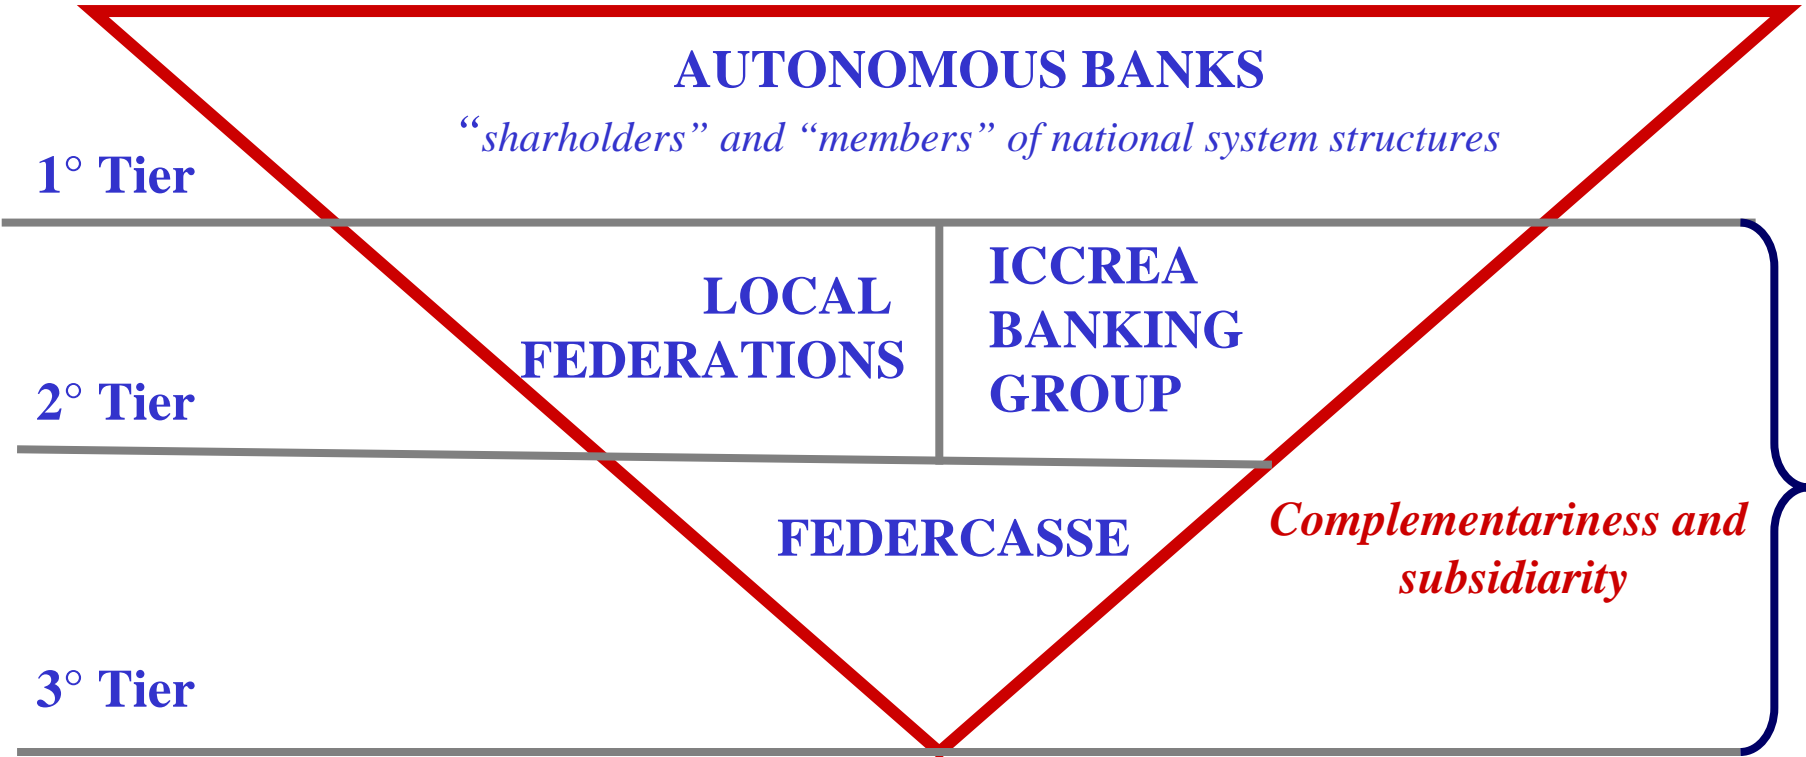 AUTONOMOUS BANKS
“sharholders” and “members” of national system structures
1° Tier
LOCAL
FEDERATIONS
ICCREA
BANKING
GROUP
2° Tier
FEDERCASSE
Complementariness and
subsidiarity
3° Tier